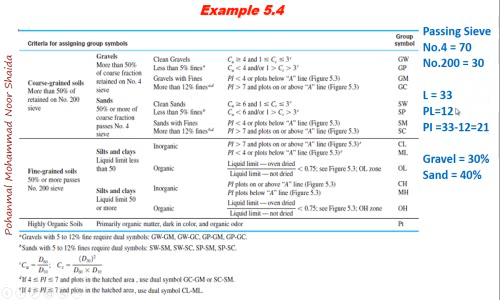 Example 5.4
Pohanmal Mohammad Noor Shaida
Criteria for assigning group symbols
Group symbol
Coarse-grained soils
More than 50% of retained on No. 200 sieve
Gravels
More than 50% of coarse fraction retained on No. 4 sieve
Clean Gravels
Less than 5% finesᵃ
Cu ≥ 4 and 1 ≤ Cc ≤ 3ᶜ GW
Cu < 4 and/or 1 > Cc > 3ᶜ GP
Gravels with Fines
More than 12% finesᵃ,ᵈ
PI < 4 or plots below “A” line (Figure 5.3) GM
PI > 7 and plots on or above “A” line (Figure 5.3) GC
Sands
50% or more of coarse fraction passes No. 4 sieve
Clean Sands
Less than 5% finesᵇ
Cu ≥ 6 and 1 ≤ Cc ≤ 3ᶜ SW
Cu < 6 and/or 1 > Cc > 3ᶜ SP
Sands with Fines
More than 12% finesᵇ,ᵈ
PI < 4 or plots below “A” line (Figure 5.3) SM
PI > 7 and plots on or above “A” line (Figure 5.3) SC
Fine-grained soils
50% or more passes No. 200 sieve
Silts and clays
Liquid limit less than 50
Inorganic
PI > 7 and plots on or above “A” line (Figure 5.3)ᵉ CL
PI < 4 or plots below “A” line (Figure 5.3)ᵉ ML
Organic
Liquid limit — oven dried
Liquid limit — not dried
< 0.75; see Figure 5.3; OL zone OL
Silts and clays
Liquid limit 50 or more
Inorganic
PI plots on or above “A” line (Figure 5.3) CH
PI plots below “A” line (Figure 5.3) MH
Organic
Liquid limit — oven dried
Liquid limit — not dried
< 0.75; see Figure 5.3; OH zone OH
Highly Organic Soils Primarily organic matter, dark in color, and organic odor Pt
ᵃGravels with 5 to 12% fine require dual symbols: GW-GM, GW-GC, GP-GM, GP-GC.
ᵇSands with 5 to 12% fines require dual symbols: SW-SM, SW-SC, SP-SM, SP-SC.
ᶜCu = D60 / D10; Cc = (D30)² / D60 × D10
ᵈIf 4 ≤ PI ≤ 7 and plots in the hatched area, use dual symbol GC-GM or SC-SM.
ᵉIf 4 ≤ PI ≤ 7 and plots in the hatched area, use dual symbol CL-ML.
Passing Sieve
No.4 = 70
No.200 = 30
L = 33
PL=12
PI =33-12=21
Gravel = 30%
Sand = 40%